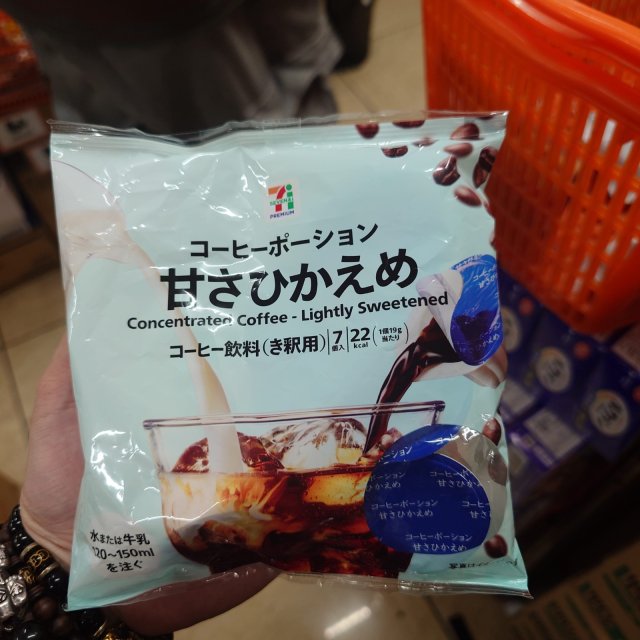 7
SEVEN&i
PREMIUM
コーヒーポーション
甘さひかえめ
Concentrated Coffee - Lightly Sweetened
コーヒー飲料(き釈用) 7個入 22kcal (1個19g当たり)
水または牛乳
120~150ml
を注ぐ
ポーション
コーヒー
コーヒーポーション
甘さひかえめ
甘さひかえめ
コーヒーポーション
甘さひかえめ